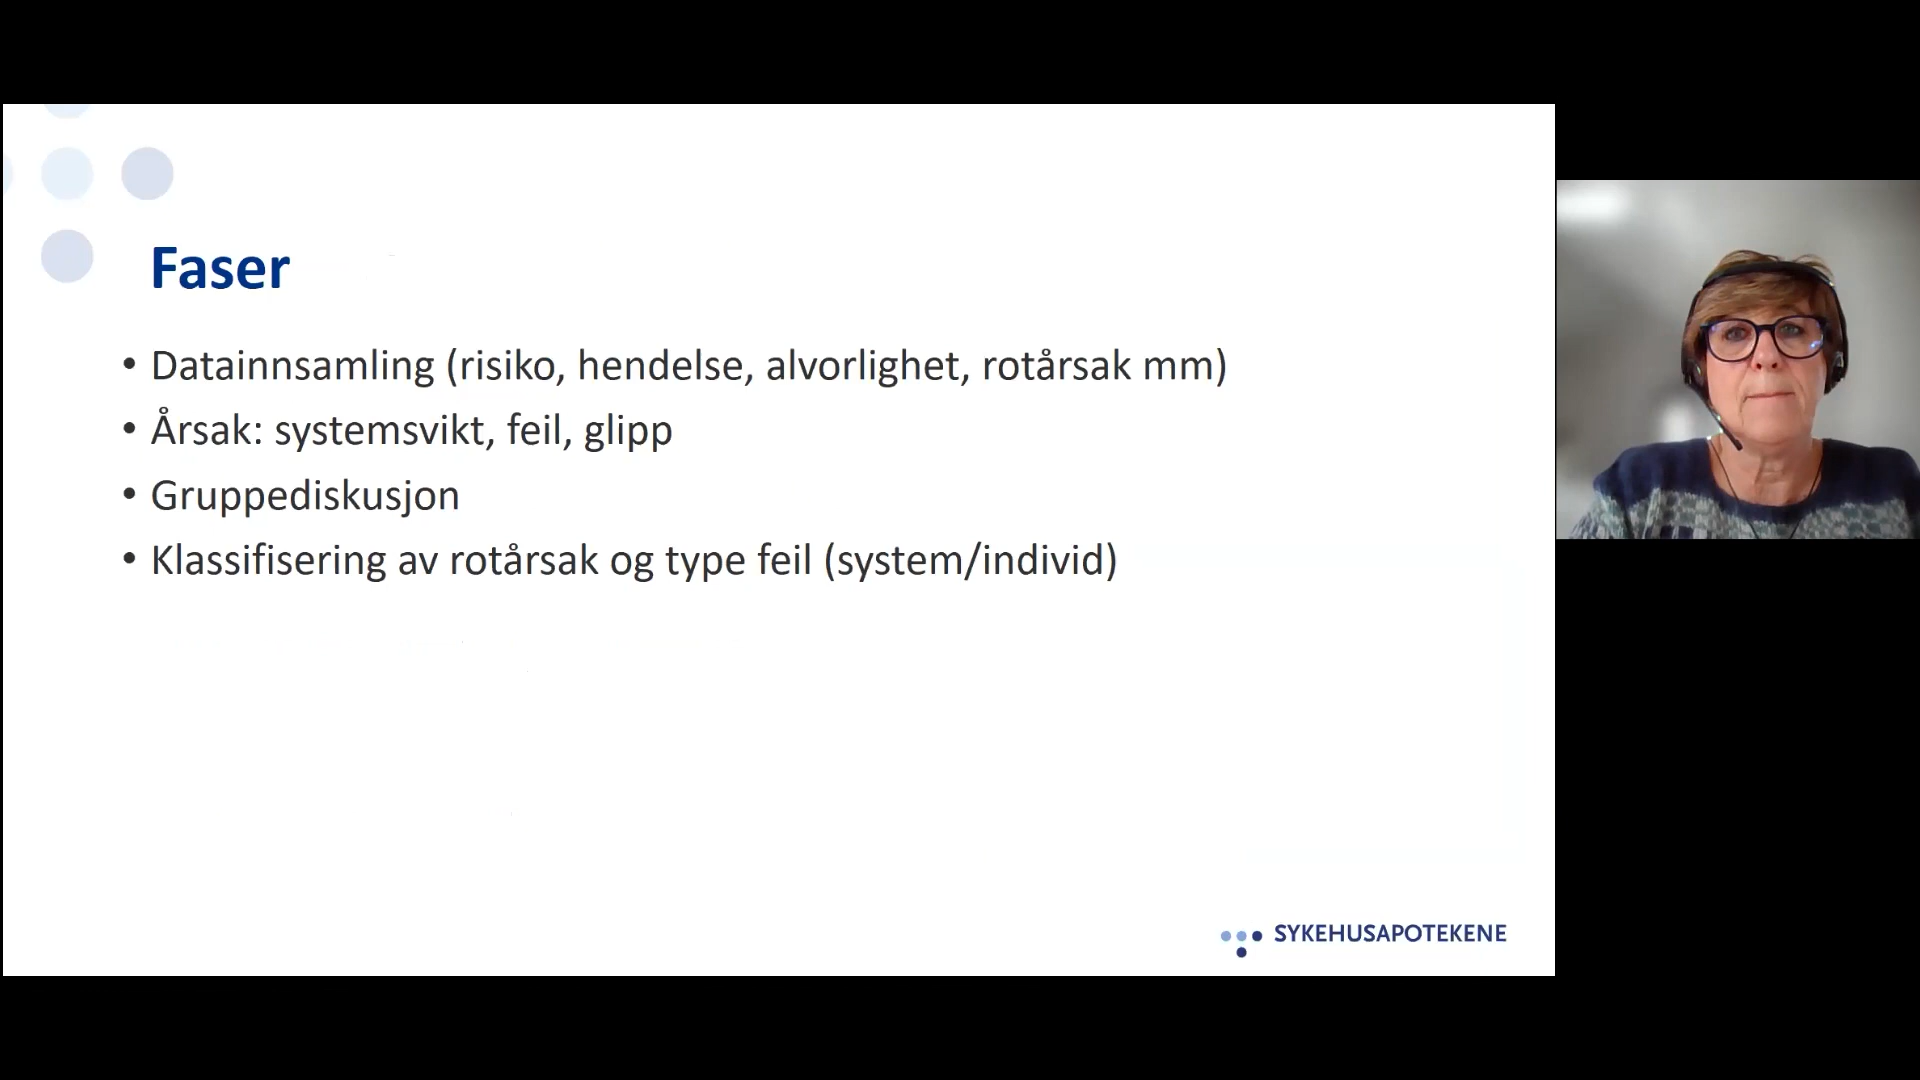 Faser
• Datainnsamling (risiko, hendelse, alvorlighet, rotårsak mm)
• Årsak: systemsvikt, feil, glipp
• Gruppediskusjon
• Klassifisering av rotårsak og type feil (system/individ)
SYKEHUSAPOTEKENE